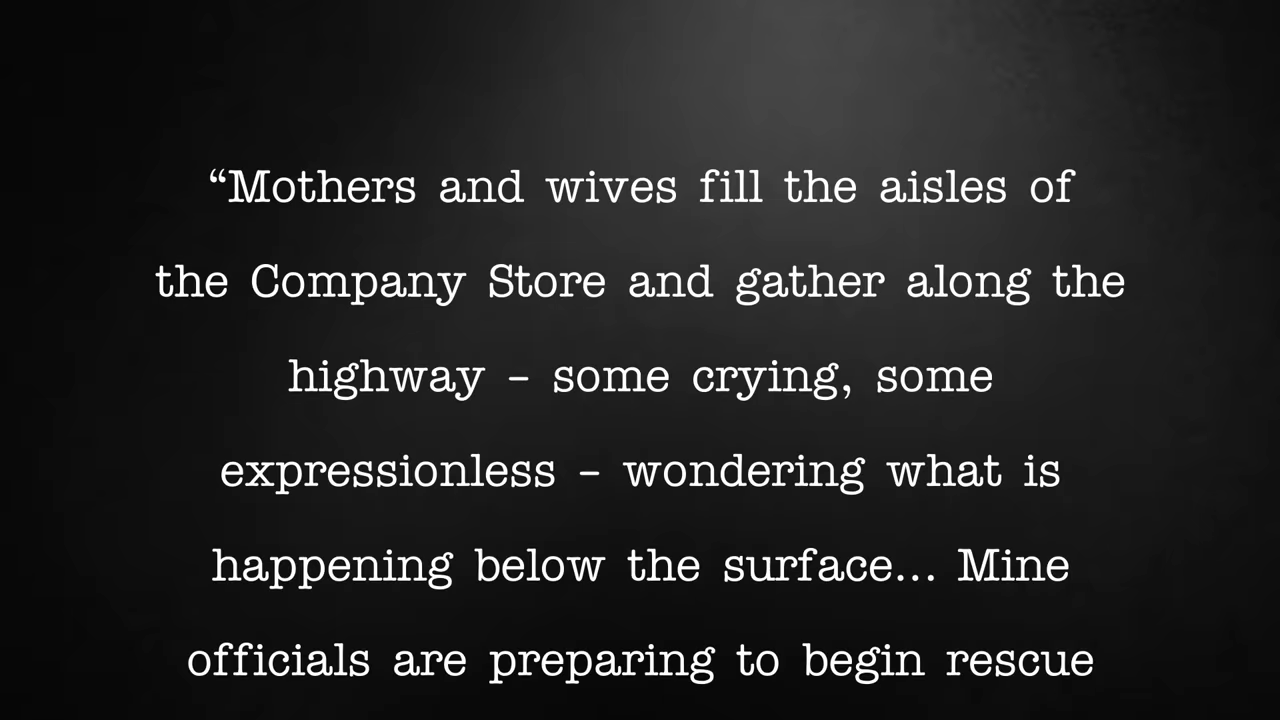 “Mothers and wives fill the aisles of
the Company Store and gather along the
highway – some crying, some
expressionless – wondering what is
happening below the surface... Mine
officials are preparing to begin rescue